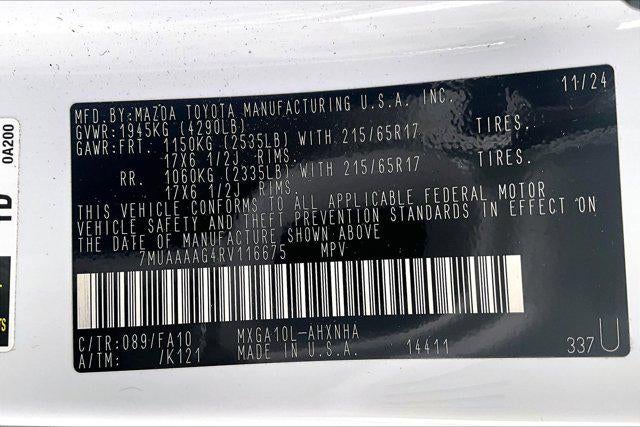 MFD.BY:MAZDA TOYOTA MANUFACTURING U.S.A. INC. 11/24
GVWR:1945KG (4290LB)
GAWR:FRT. 1150KG (2535LB) WITH 215/65R17 TIRES.
17X6 1/2J RIMS.
RR. 1060KG (2335LB) WITH 215/65R17 TIRES.
17X6 1/2J RIMS.
THIS VEHICLE CONFORMS TO ALL APPLICABLE FEDERAL MOTOR
VEHICLE SAFETY AND THEFT PREVENTION STANDARDS IN EFFECT ON
THE DATE OF MANUFACTURE SHOWN ABOVE
7MUAAAAG4RV116675 MPV
C/TR:089/FA10 MXGA10L-AHXNHA
A/TM: /K121 MADE IN U.S.A. 14411 337U
0A200